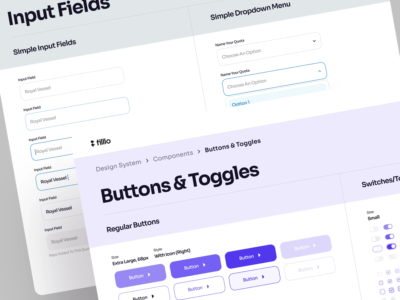 Input Fields
Simple Input Fields
Input Field
Royal Vessel
Input Field
Royal Vessel
Input Field
Royal Vessel
Input Field
Royal Vessel
Input Field
Royal Vessel
Input Field
Royal Vessel
Simple Dropdown Menu
Name Your Quota
Choose An Option
Name Your Quota
Choose An Option
Option 1
fillo
Design System > Components > Buttons & Toggles
Buttons & Toggles
Regular Buttons
Size
Extra Large, 68px
State
With Icon (Right)
Button
Button
Button
Button
Button
Button
Button
Switches/To
Size
Small